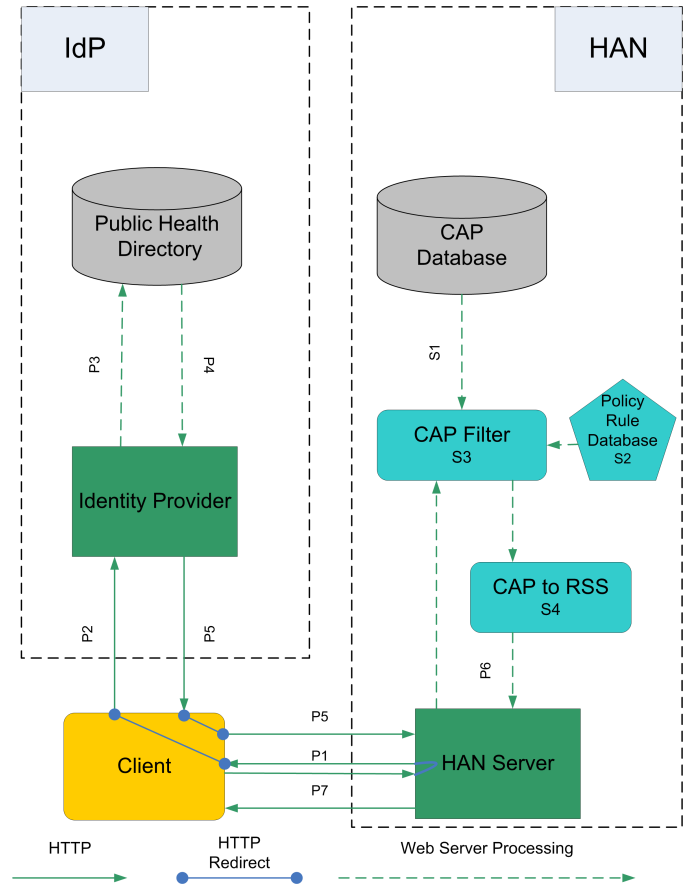 IdP
HAN
Public Health
Directory
CAP
Database
P3
P4
S1
Policy
Rule
Database
S2
CAP Filter
S3
Identity Provider
CAP to RSS
S4
P2
P5
P6
P5
Client
P1
HAN Server
P7
HTTP
HTTP
Redirect
Web Server Processing